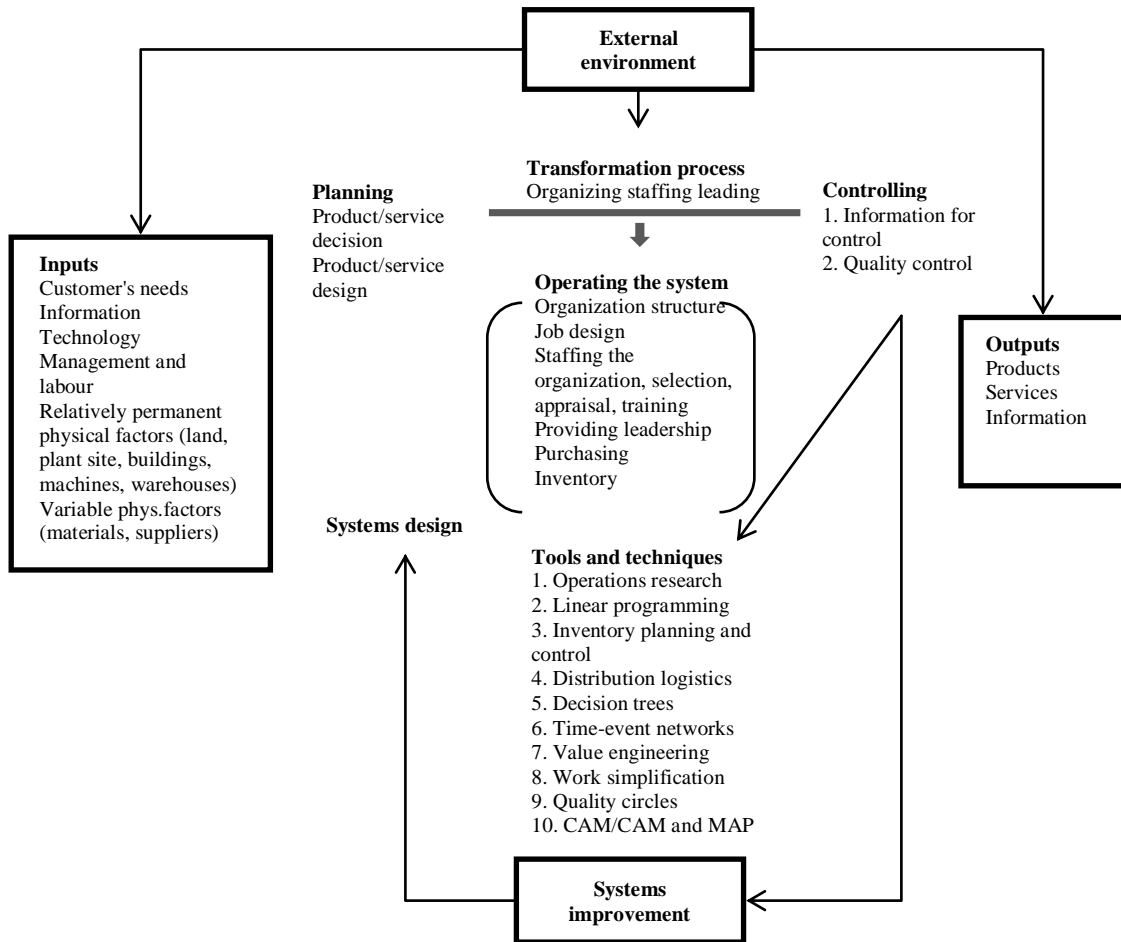 External
environment
Transformation process
Organizing staffing leading
Planning
Product/service
decision
Product/service
design
Controlling
1. Information for
control
2. Quality control
Inputs
Customer's needs
Information
Technology
Management and
labour
Relatively permanent
physical factors (land,
plant site, buildings,
machines, warehouses)
Variable phys.factors
(materials, suppliers)
Operating the system
Organization structure
Job design
Staffing the
organization, selection,
appraisal, training
Providing leadership
Purchasing
Inventory
Outputs
Products
Services
Information
Systems design
Tools and techniques
1. Operations research
2. Linear programming
3. Inventory planning and
control
4. Distribution logistics
5. Decision trees
6. Time-event networks
7. Value engineering
8. Work simplification
9. Quality circles
10. CAM/CAM and MAP
Systems
improvement